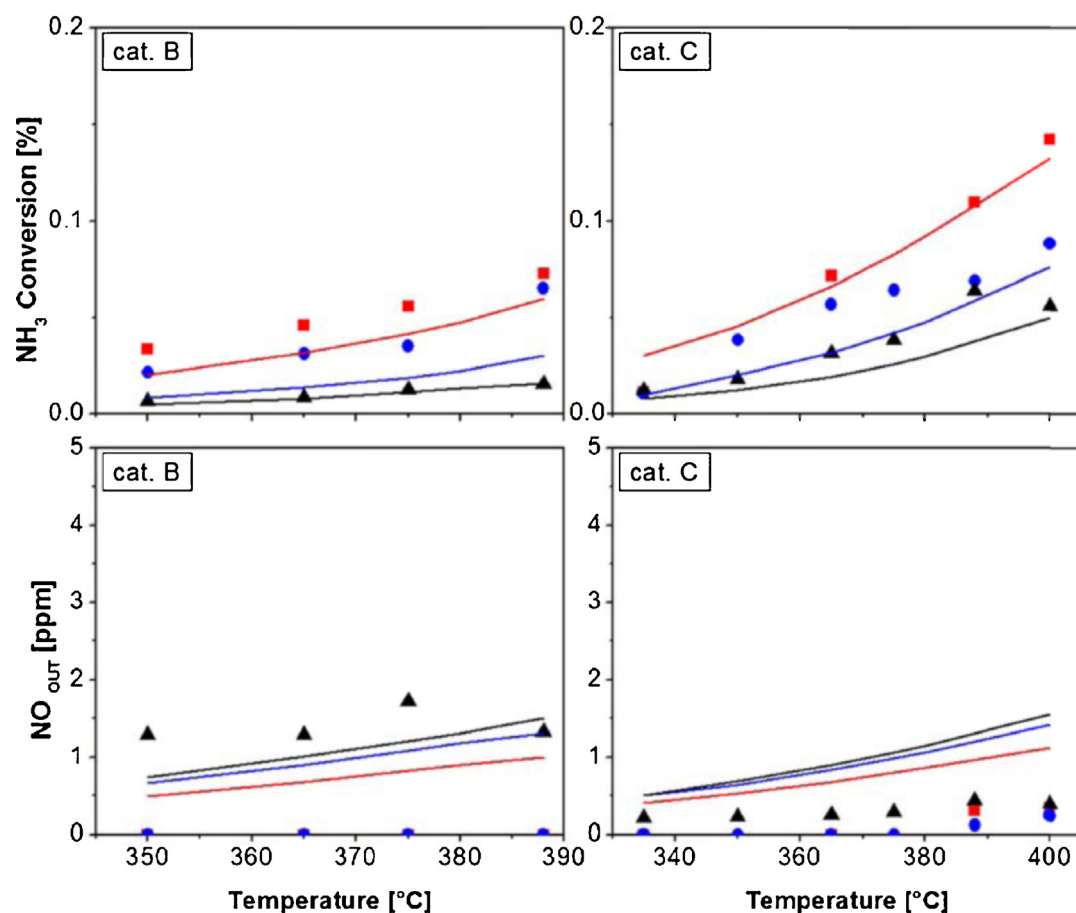 cat. B
cat. C
NH3 Conversion [%]
0.2
0.1
0.0
0.2
0.1
0.0
cat. B
cat. C
NO OUT [ppm]
5
4
3
2
1
0
5
4
3
2
1
0
350 360 370 380 390
340 360 380 400
Temperature [°C]
Temperature [°C]